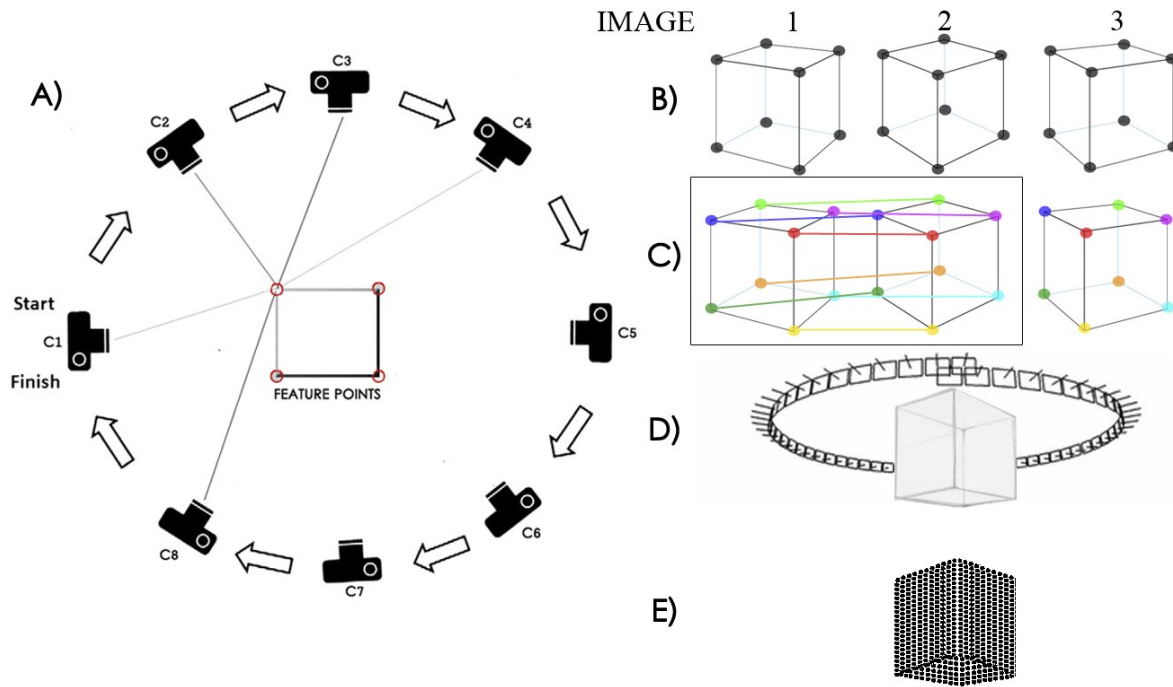 IMAGE 1 2 3
A)
C3
C2
C4
B)
C)
Start
C1
C5
Finish
FEATURE POINTS
D)
C6
C8
C7
E)